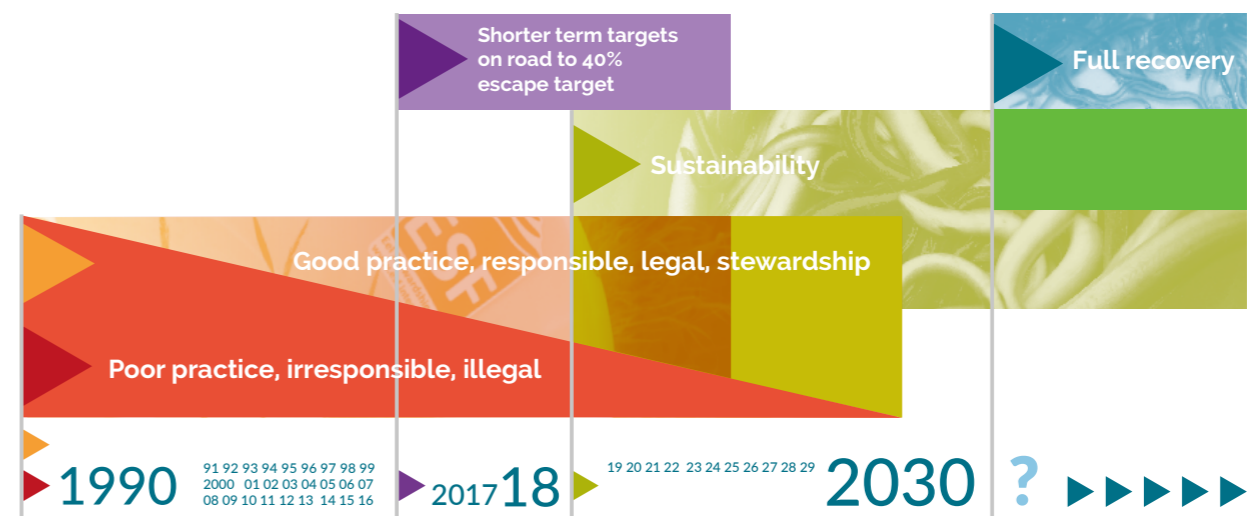 Shorter term targets
on road to 40%
escape target
Full recovery
Sustainability
Good practice, responsible, legal, stewardship
Poor practice, irresponsible, illegal
1990
91 92 93 94 95 96 97 98 99
2000 01 02 03 04 05 06 07
08 09 10 11 12 13 14 15 16
2017 18
19 20 21 22 23 24 25 26 27 28 29
2030
?